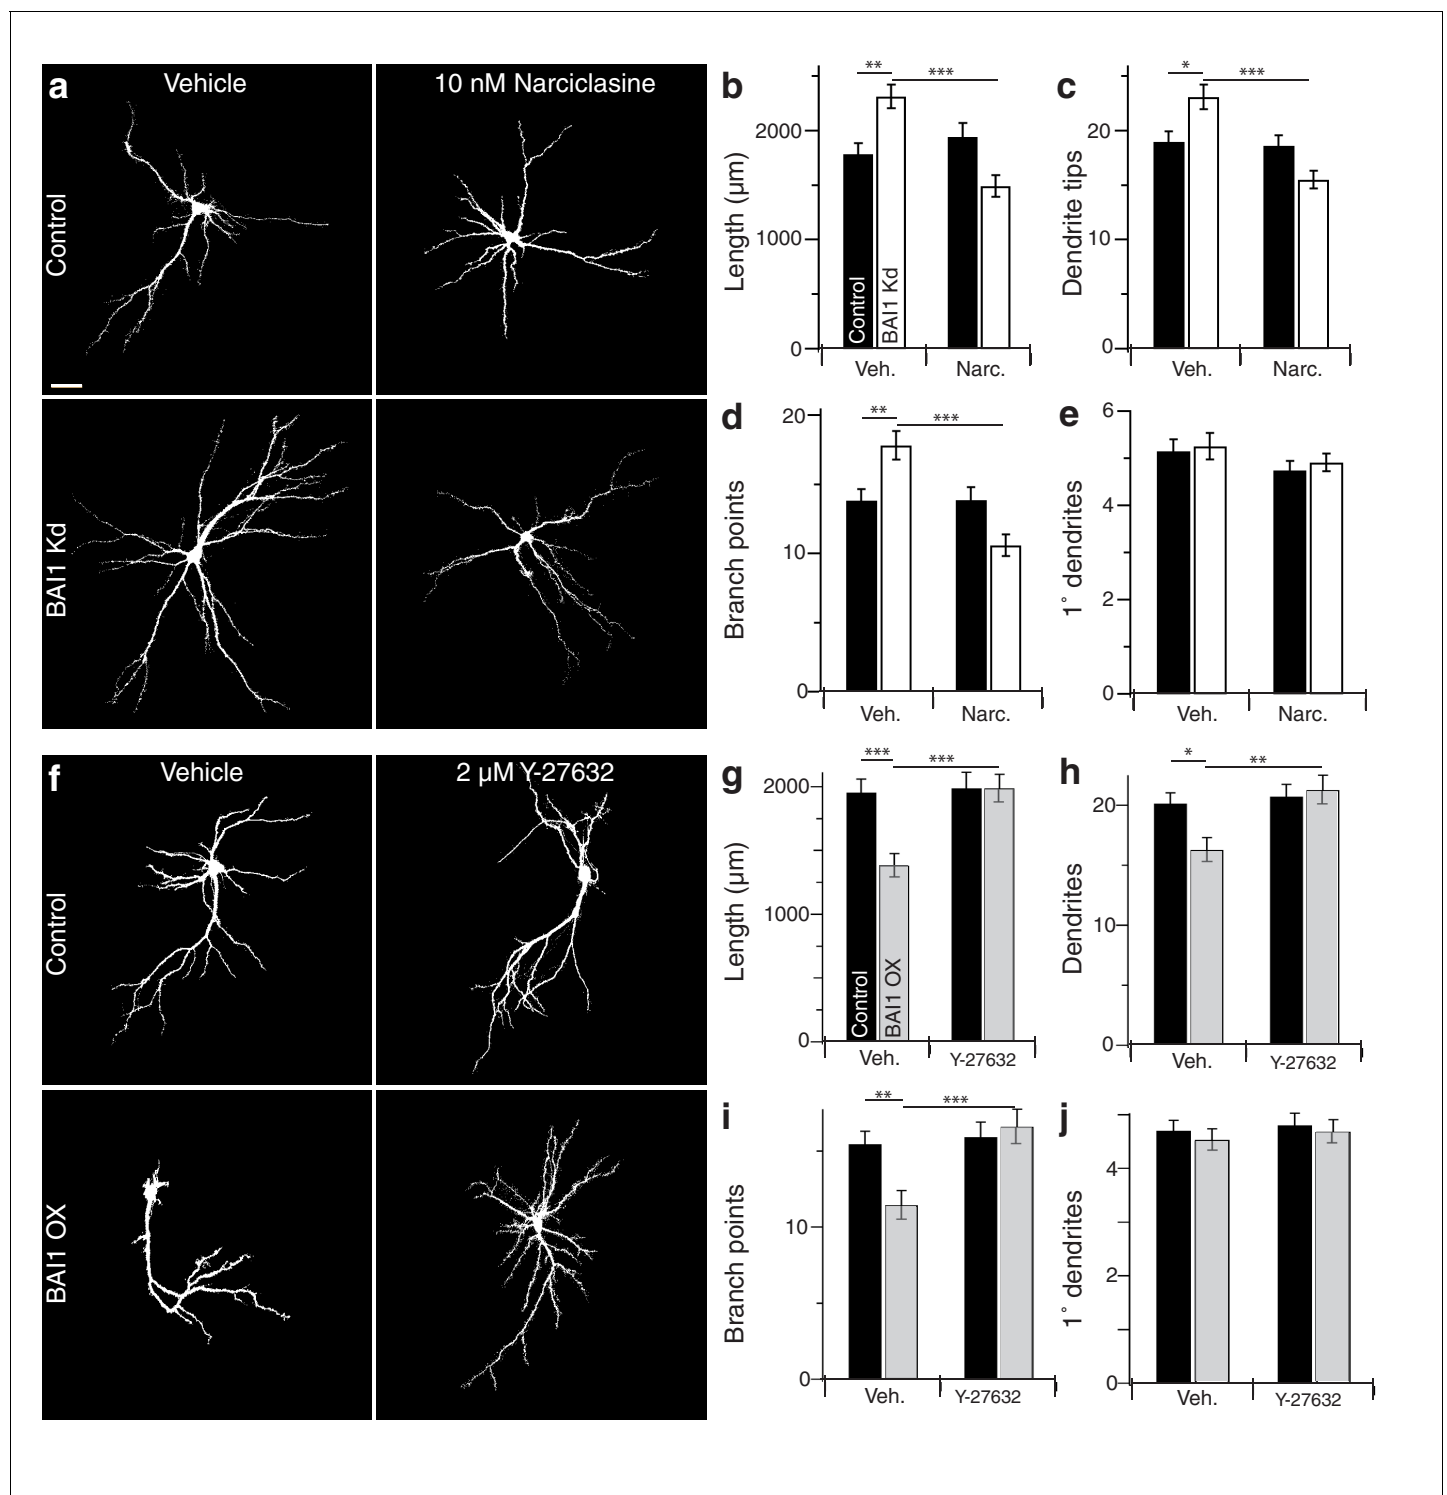 a
Vehicle
10 nM Narciclasine
Control
BAI1 Kd
b
** ***
Length (µm)
2000
1000
0
Control
BAI1 Kd
Veh. Narc.
c
* ***
Dendrite tips
20
10
0
Veh. Narc.
d
** ***
Branch points
20
10
0
Veh. Narc.
e
1˚ dendrites
6
4
2
0
Veh. Narc.
f
Vehicle
2 µM Y-27632
Control
BAI1 OX
g
*** ***
Length (µm)
2000
1000
0
Control
BAI1 OX
Veh. Y-27632
h
* **
Dendrites
20
10
0
Veh. Y-27632
i
** ***
Branch points
10
0
Veh. Y-27632
j
1˚ dendrites
4
2
0
Veh. Y-27632